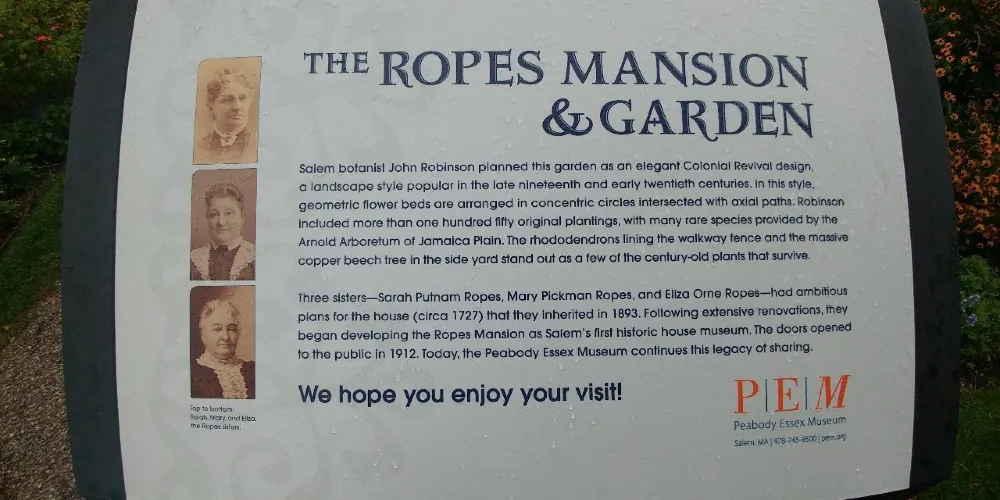 THE ROPES MANSION
& GARDEN
Salem botanist John Robinson planned this garden as an elegant Colonial Revival design,
a landscape style popular in the late nineteenth and early twentieth centuries. In this style,
geometric flower beds are arranged in concentric circles intersected with axial paths. Robinson
included more than one hundred fifty original plantings, with many rare species provided by the
Arnold Arboretum of Jamaica Plain. The rhododendrons lining the walkway fence and the massive
copper beech tree in the side yard stand out as a few of the century-old plants that survive.
Three sisters—Sarah Putnam Ropes, Mary Pickman Ropes, and Eliza Orne Ropes—had ambitious
plans for the house (circa 1727) that they inherited in 1893. Following extensive renovations, they
began developing the Ropes Mansion as Salem's first historic house museum. The doors opened
to the public in 1912. Today, the Peabody Essex Museum continues this legacy of sharing.
We hope you enjoy your visit!
Top to bottom:
Sarah, Mary, and Eliza,
the Ropes sisters.
P|E|M
Peabody Essex Museum
Salem, MA | 978-745-9500 | pem.org